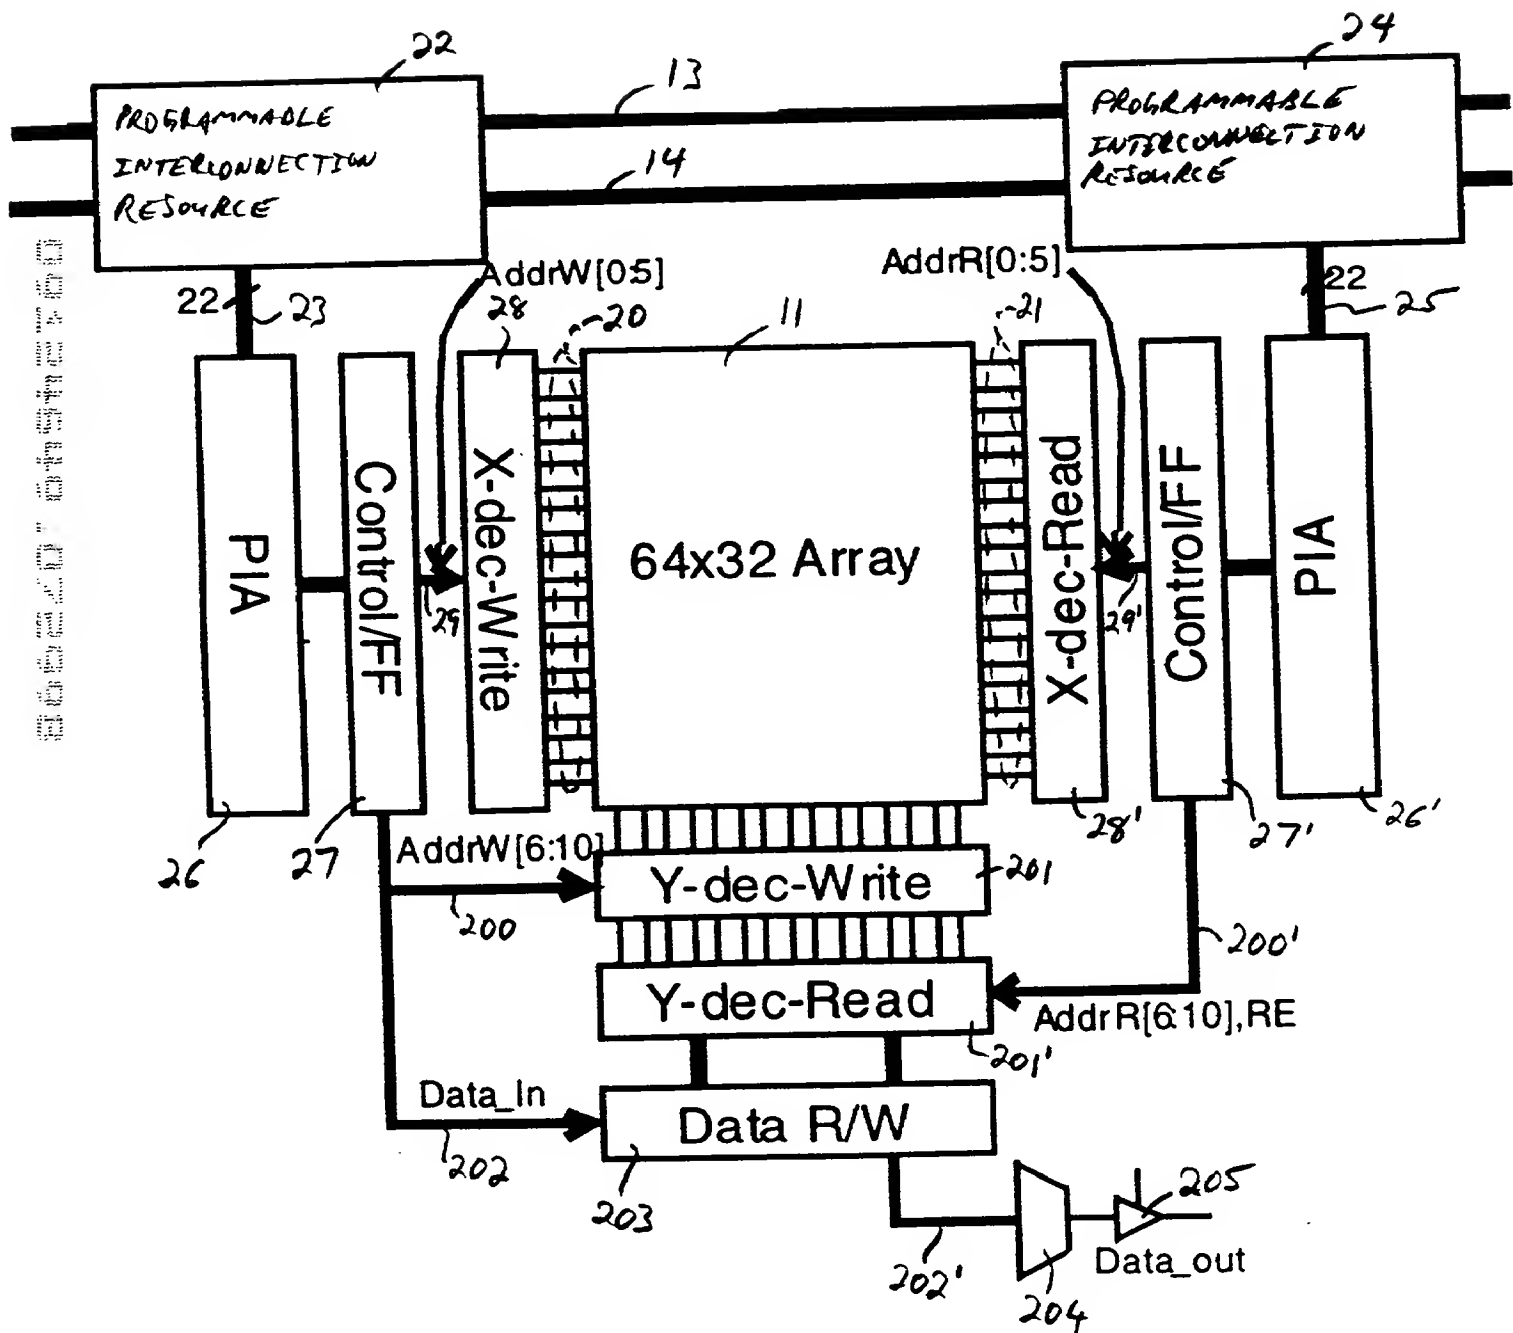 22
24
13
PROGRAMMABLE
INTERCONNECTION
RESOURCE
PROGRAMMABLE
INTERCONNECTION
RESOURCE
14
AddrW[0:5]
AddrR[0:5]
22
23
28
20
11
21
22
25
PIA
Control/FF
X-dec-Write
64x32 Array
X-dec-Read
Control/FF
PIA
29
29'
26
27
28'
27'
26'
AddrW[6:10]
Y-dec-Write
201
200
200'
Y-dec-Read
AddrR[6:10],RE
201'
Data_In
Data R/W
202
203
205
202'
Data_out
204